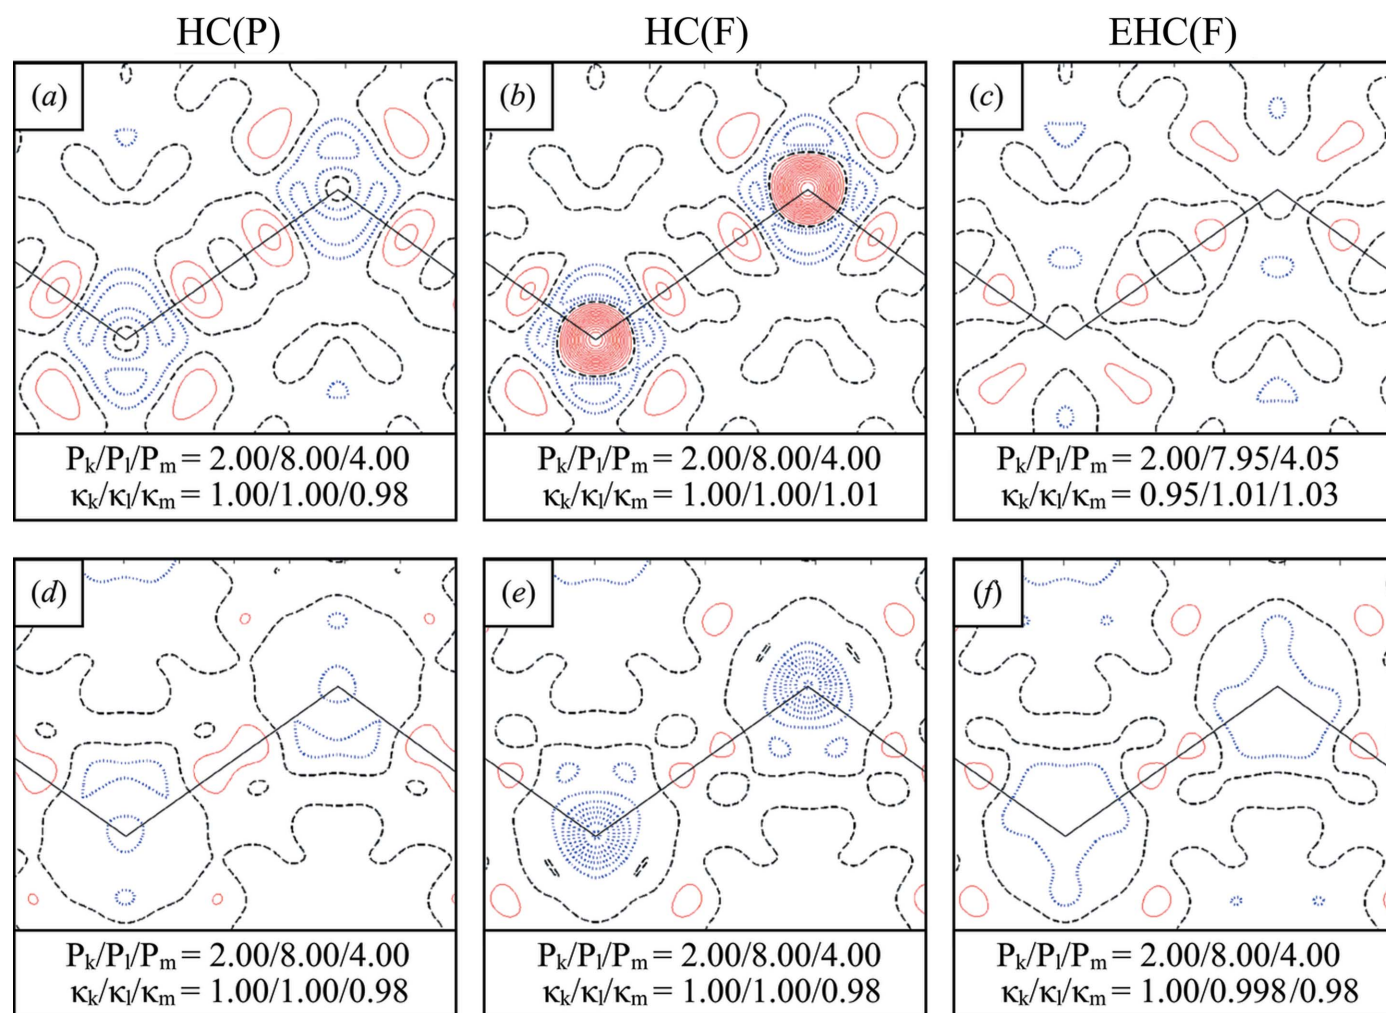 HC(P) HC(F) EHC(F)
(a) (b) (c)
Pk/Pl/Pm = 2.00/8.00/4.00
κk/κl/κm = 1.00/1.00/0.98
Pk/Pl/Pm = 2.00/8.00/4.00
κk/κl/κm = 1.00/1.00/1.01
Pk/Pl/Pm = 2.00/7.95/4.05
κk/κl/κm = 0.95/1.01/1.03
(d) (e) (f)
Pk/Pl/Pm = 2.00/8.00/4.00
κk/κl/κm = 1.00/1.00/0.98
Pk/Pl/Pm = 2.00/8.00/4.00
κk/κl/κm = 1.00/1.00/0.98
Pk/Pl/Pm = 2.00/8.00/4.00
κk/κl/κm = 1.00/0.998/0.98